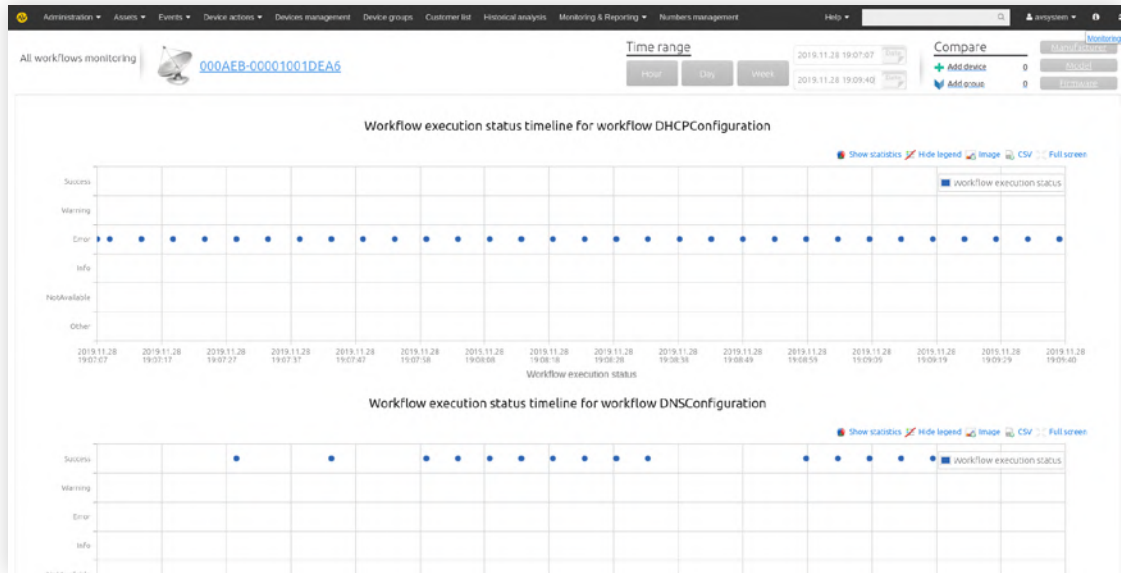 Administration Assets Events Device actions Devices management Device groups Customer list Historical analysis Monitoring & Reporting Numbers management Help avsystem
Monitoring
All workflows monitoring
000AEB-00001001DEA6
Time range
Hour Day Week
2019.11.28 19:07:07
2019.11.28 19:09:40
Compare
Add device 0
Add group 0
Manufacturer
Model
Firmware
Workflow execution status timeline for workflow DHCPConfiguration
Show statistics Hide legend Image CSV Full screen
Workflow execution status
Success
Warning
Error
Info
NotAvailable
Other
2019.11.28 2019.11.28 2019.11.28 2019.11.28 2019.11.28 2019.11.28 2019.11.28 2019.11.28 2019.11.28 2019.11.28 2019.11.28 2019.11.28 2019.11.28 2019.11.28 2019.11.28 2019.11.28
19:07:07 19:07:17 19:07:27 19:07:37 19:07:47 19:07:58 19:08:08 19:08:18 19:08:28 19:08:38 19:08:49 19:08:59 19:09:19 19:09:29 19:09:40
Workflow execution status
Workflow execution status timeline for workflow DNSConfiguration
Show statistics Hide legend Image CSV Full screen
Workflow execution status
Success
Warning
Error
Info